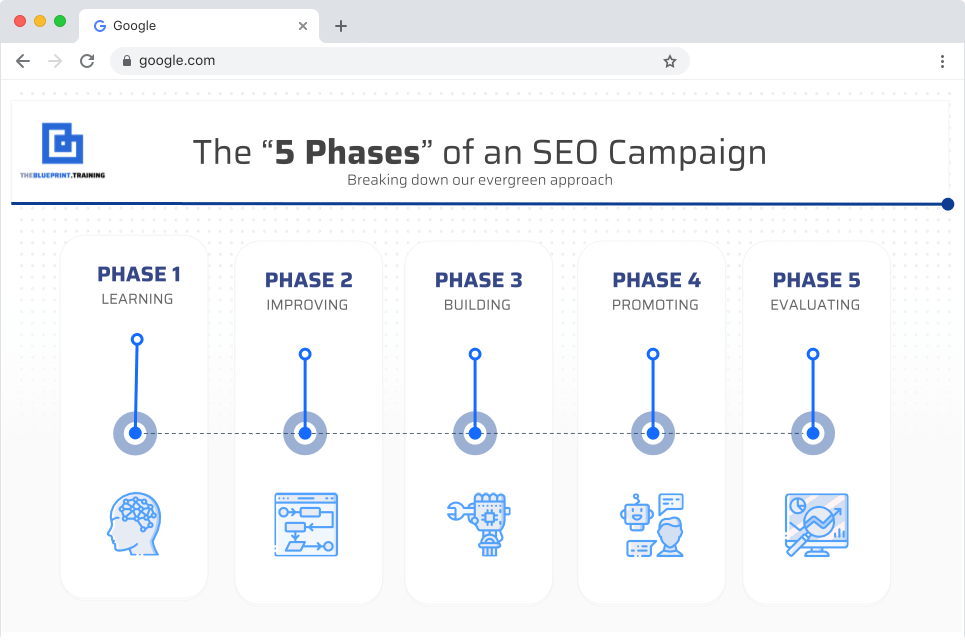 Google
google.com
THEBLUEPRINT.TRAINING
The “5 Phases” of an SEO Campaign
Breaking down our evergreen approach
PHASE 1
LEARNING
PHASE 2
IMPROVING
PHASE 3
BUILDING
PHASE 4
PROMOTING
PHASE 5
EVALUATING